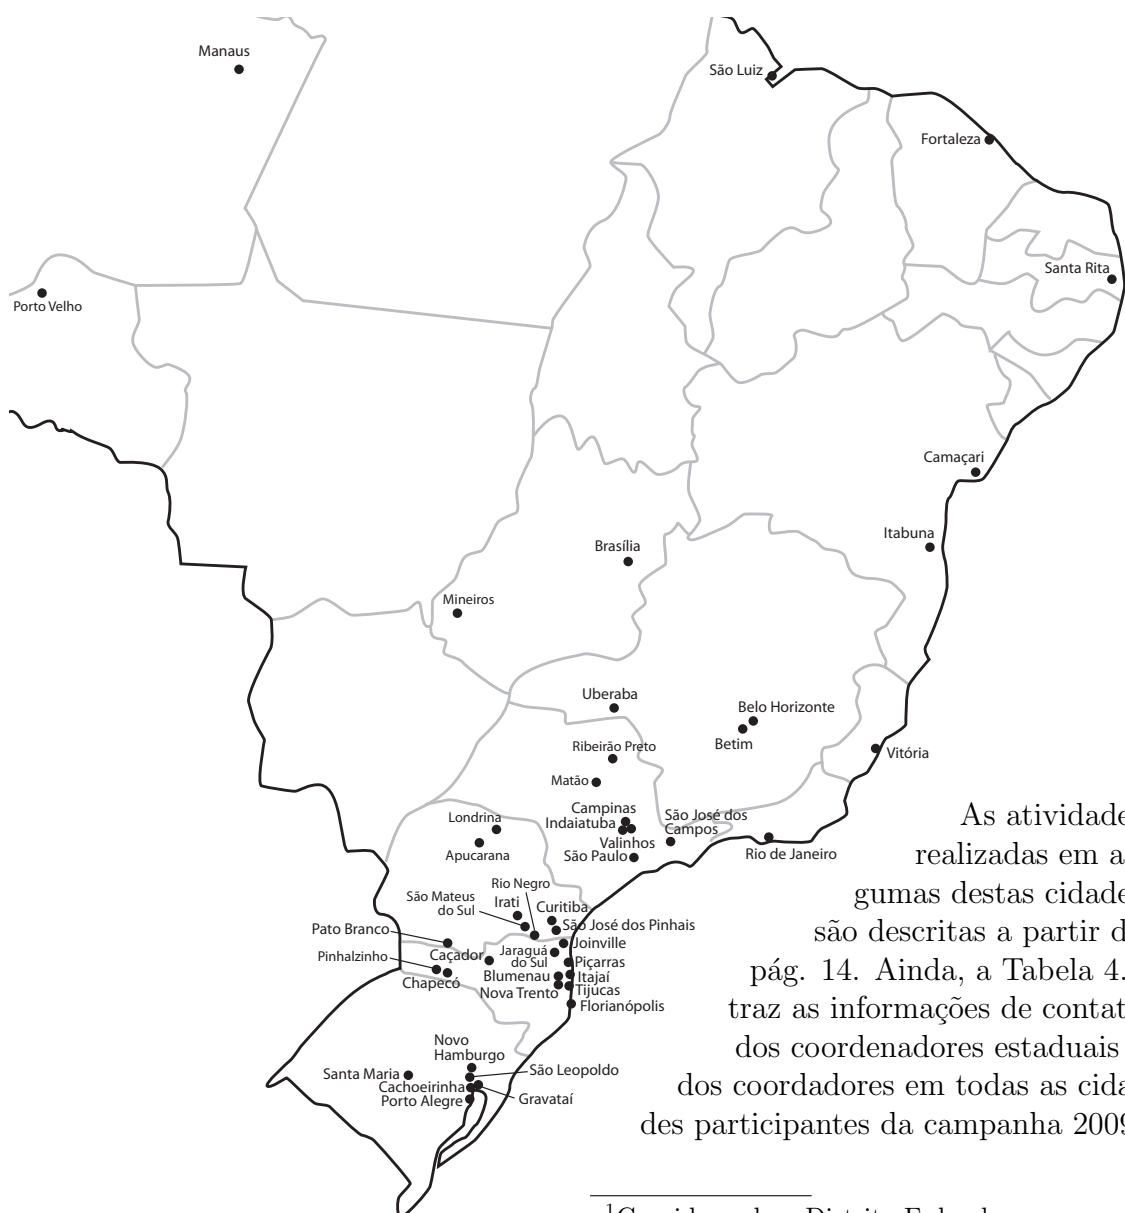 Manaus
São Luiz
Fortaleza
Santa Rita
Porto Velho
Camaçari
Itabuna
Brasília
Mineiros
Uberaba
Belo Horizonte
Betim
Ribeirão Preto
Vitória
Matão
Campinas
São José dos
Campos
Indaiatuba
Valinhos
São Paulo
Rio de Janeiro
Londrina
Apucarana
Rio Negro
São Mateus
do Sul
Irati
Curitiba
São José dos Pinhais
Pato Branco
Joinville
Pinhalzinho
Caçador
Jaraguá
do Sul
Piçarras
Chapecó
Blumenau
Itajaí
Nova Trento
Tijucas
Florianópolis
Novo
Hamburgo
São Leopoldo
Santa Maria
Cachoeirinha
Porto Alegre
Gravataí
As atividade
realizadas em a
gumas destas cidade
são descritas a partir d
pág. 14. Ainda, a Tabela 4.
traz as informações de contat
dos coordenadores estaduais
dos coordadores em todas as cida
des participantes da campanha 2009